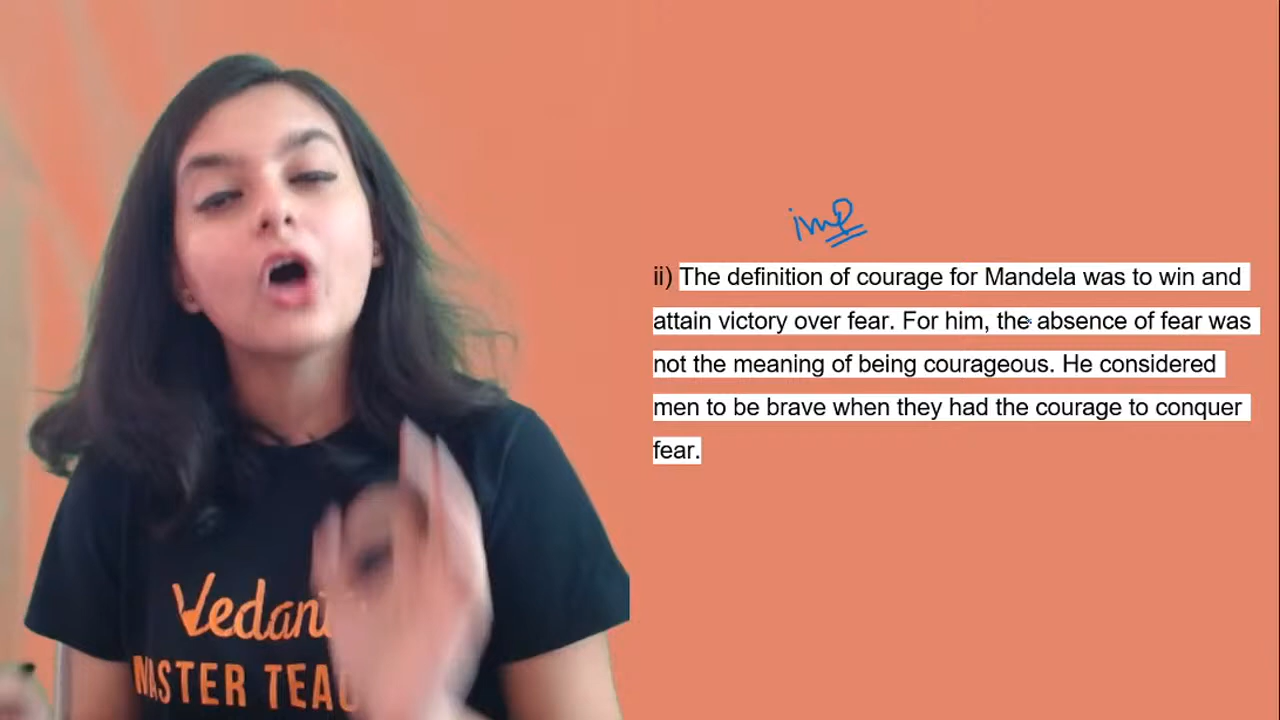 imp
ii) The definition of courage for Mandela was to win and
attain victory over fear. For him, the absence of fear was
not the meaning of being courageous. He considered
men to be brave when they had the courage to conquer
fear.
Vedant
MASTER TEAC